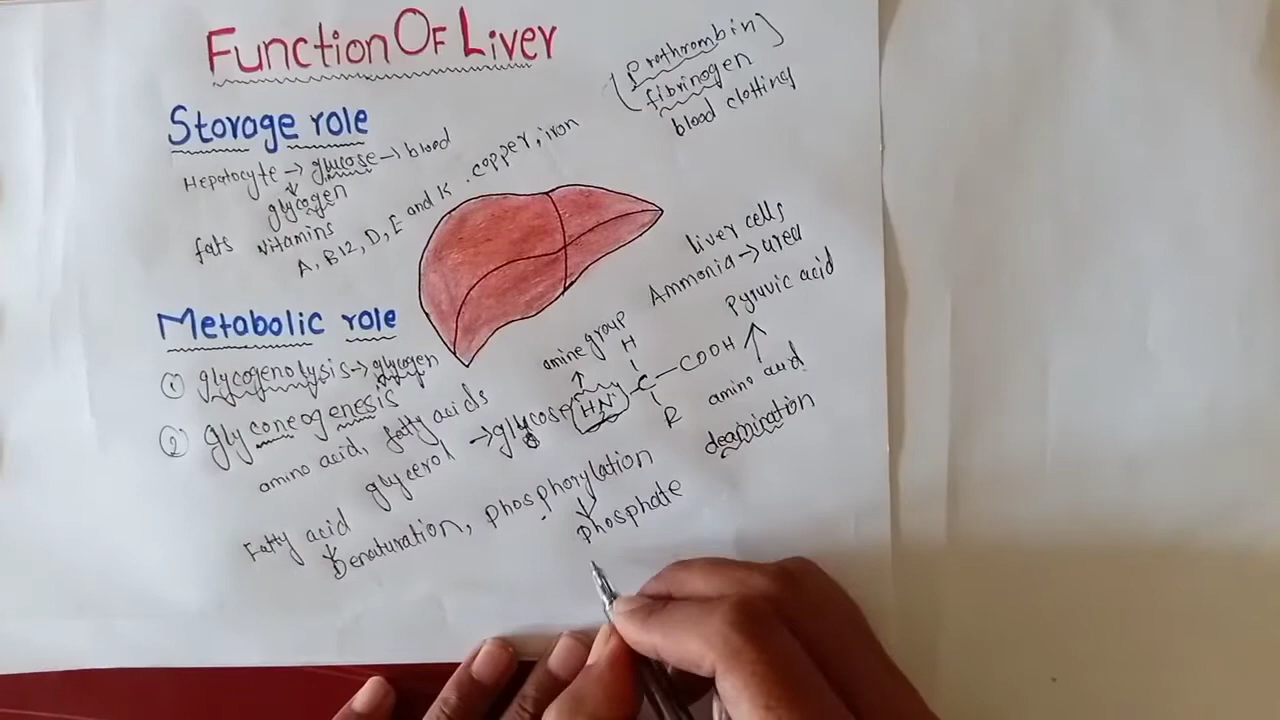 Function Of Liver
Storage role
Hepatocyte → glucose → blood
↓
glycogen
fats vitamins
A, B12, D, E and K . copper, iron
(Prothrombin)
fibrinogen
blood clotting
liver cells
Ammonia → urea
Metabolic role
① glycogenolysis → glycogen
② glyconeogenesis
amino acid, fatty acids
glycerol → glycose
amine group
↑
HN
H
C
R
COOH
pyruvic acid
↑
amino acid
deamination
Fatty acid
↓
Denaturation, phosphorylation
↓
phosphate